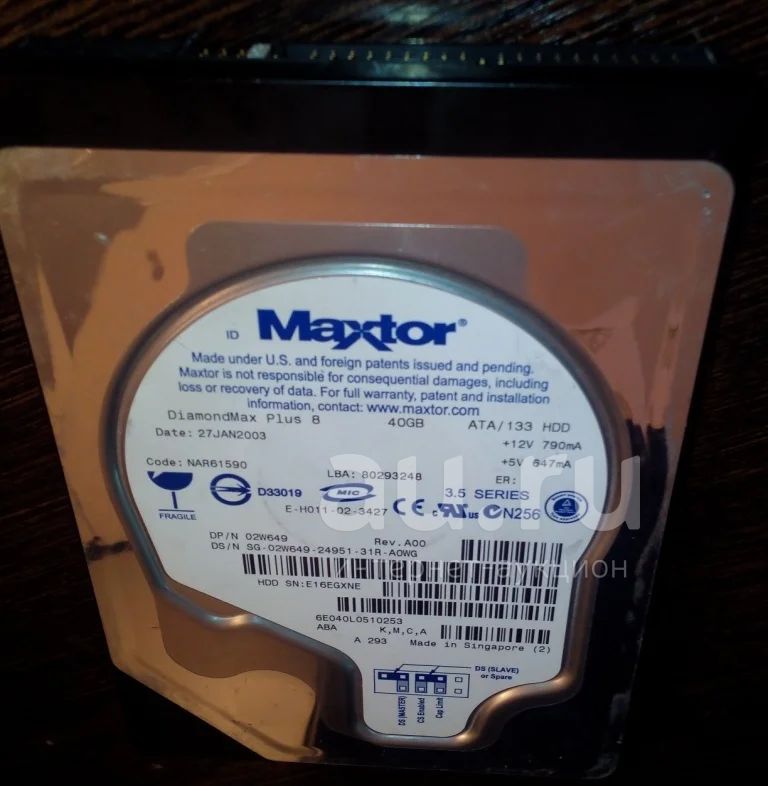 ID Maxtor®
Made under U.S. and foreign patents issued and pending.
Maxtor is not responsible for consequential damages, including
loss or recovery of data. For full warranty, patent and installation
information, contact: www.maxtor.com
DiamondMax Plus 8 40GB ATA/133 HDD
Date: 27JAN2003 +12V 790mA
+5V 647mA
Code: NAR61590 LBA: 80293248 ER:
FRAGILE D33019 MIC 3.5 SERIES
E-H011-02-3427 CE c us N256
DP/N 02W649 Rev.A00
DS/N SG-02W649-24951-31R-A0WG
HDD SN:E16EGXNE
6E040L0510253
ABA K,M,C,A
A 293 Made in Singapore (2)
DS (SLAVE)
or Spare
DS (MASTER)
CS Enabled
Cap Limit
au.ru
интернет-аукцион